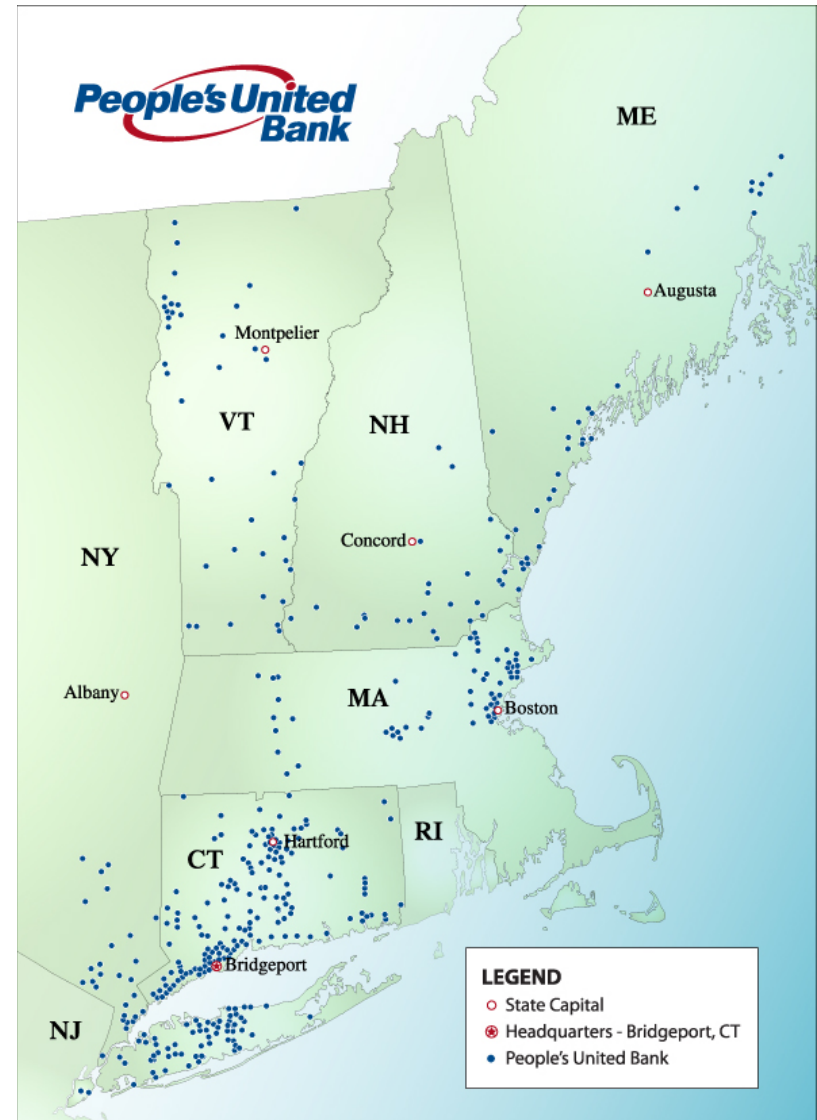 People's United
Bank
ME
Augusta
Montpelier
VT
NH
Concord
NY
Albany
MA
Boston
Hartford
CT
RI
Bridgeport
NJ
LEGEND
State Capital
Headquarters - Bridgeport, CT
People's United Bank